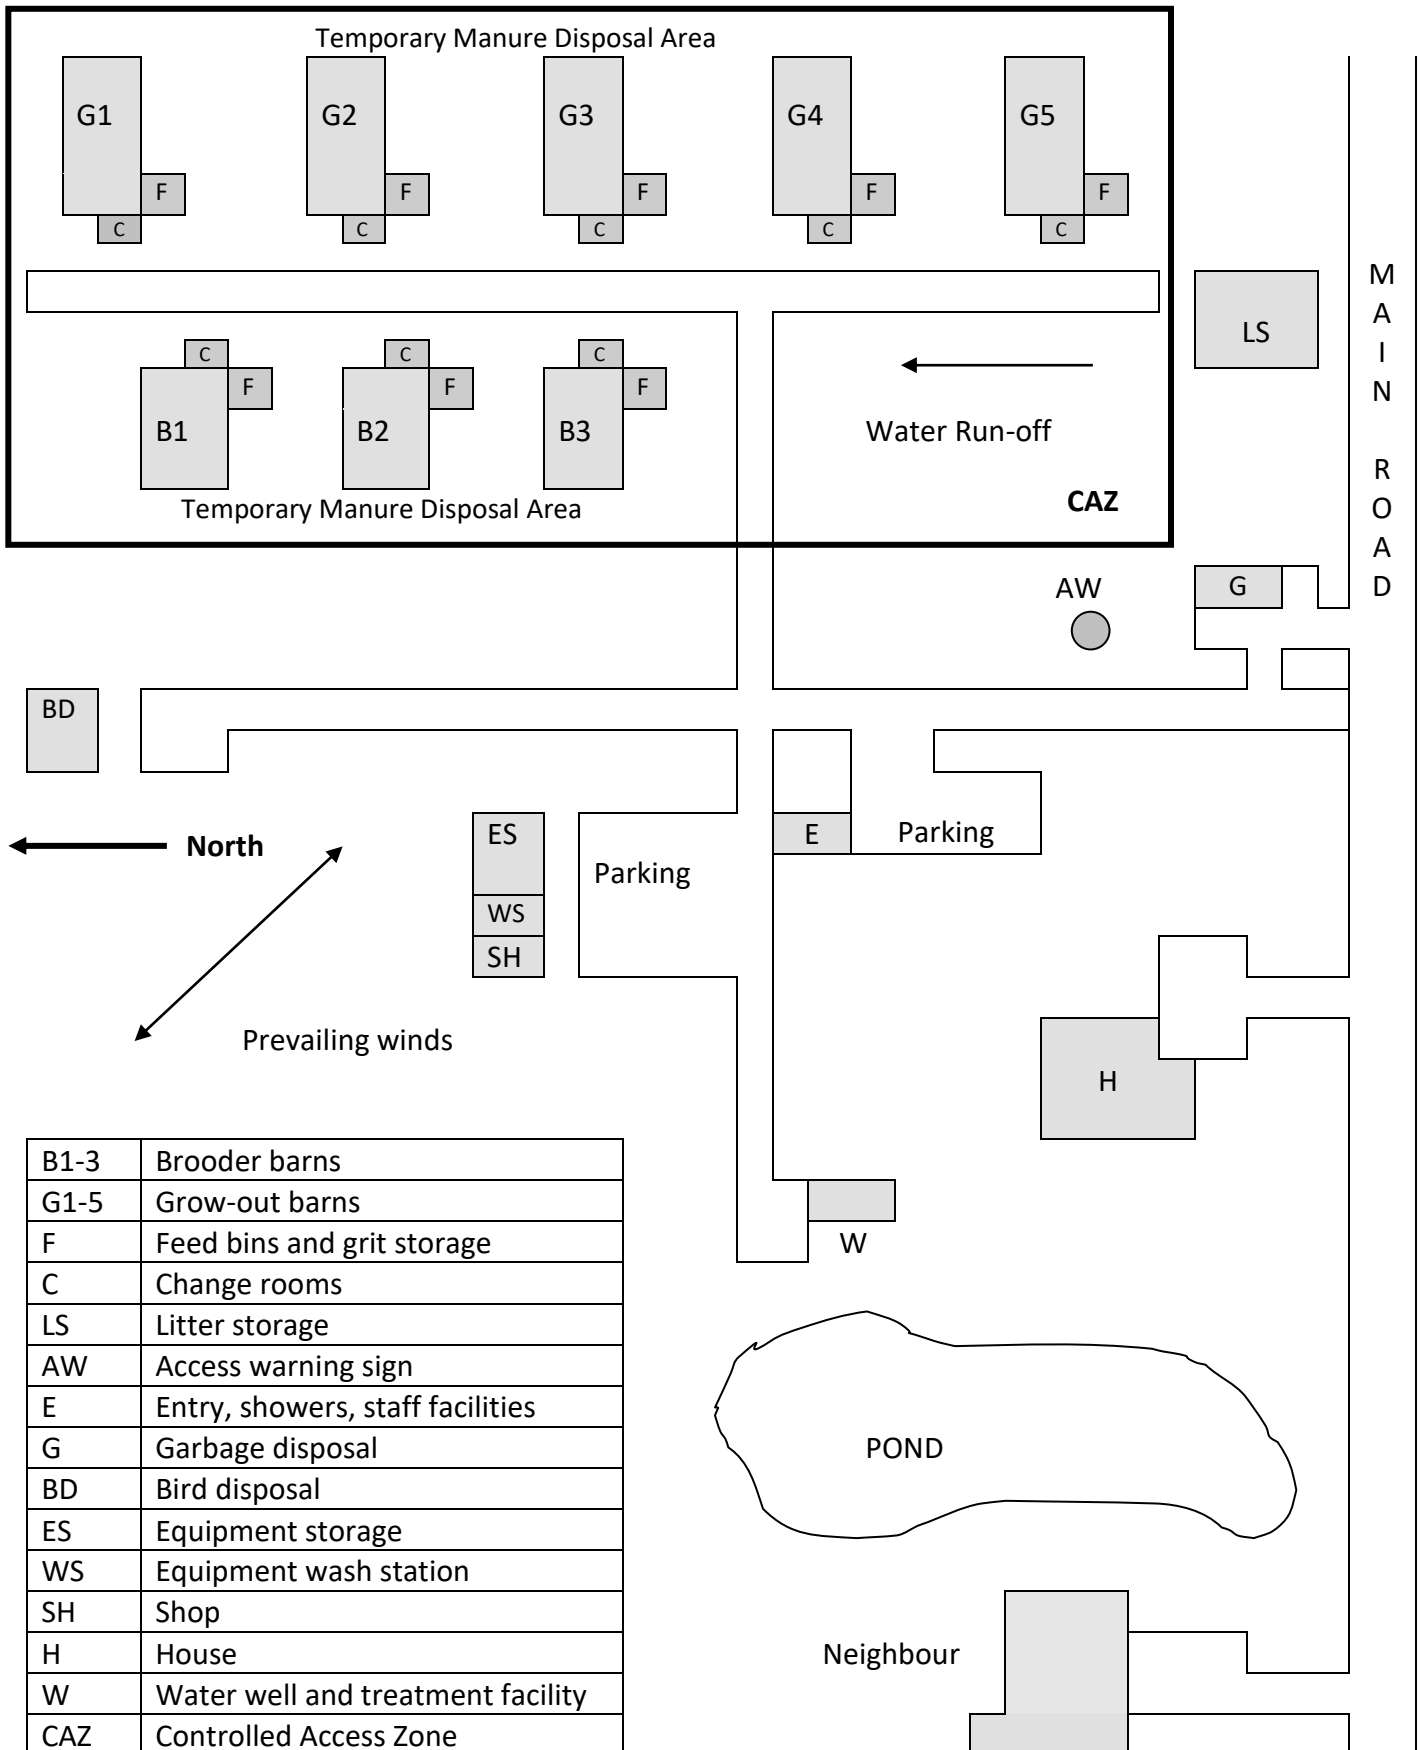 Temporary Manure Disposal Area
G1
G2
G3
G4
G5
F
F
F
F
F
C
C
C
C
C
MAIN ROAD
LS
C
C
C
F
F
F
B1
B2
B3
Water Run-off
CAZ
Temporary Manure Disposal Area
AW
G
BD
North
ES
WS
SH
Parking
E
Parking
Prevailing winds
H
W
POND
Neighbour
B1-3 Brooder barns
G1-5 Grow-out barns
F Feed bins and grit storage
C Change rooms
LS Litter storage
AW Access warning sign
E Entry, showers, staff facilities
G Garbage disposal
BD Bird disposal
ES Equipment storage
WS Equipment wash station
SH Shop
H House
W Water well and treatment facility
CAZ Controlled Access Zone